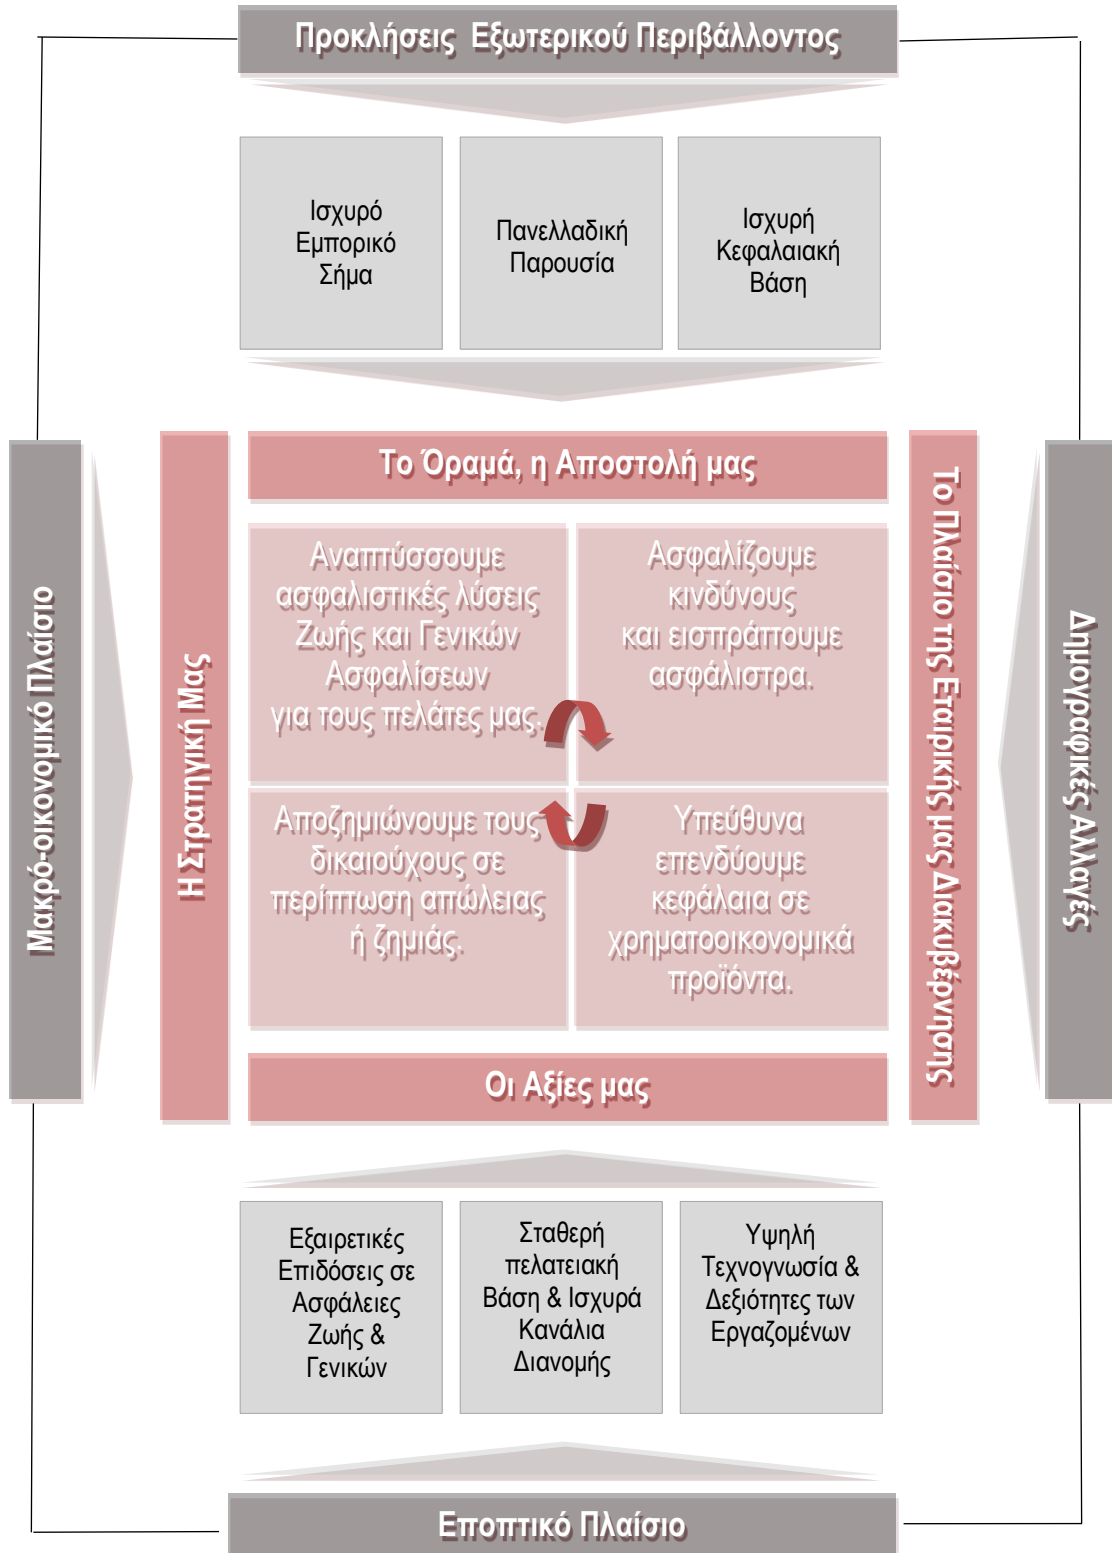 Προκλήσεις Εξωτερικού Περιβάλλοντος
Ισχυρό
Εμπορικό
Σήμα
Πανελλαδική
Παρουσία
Ισχυρή
Κεφαλαιακή
Βάση
Μακρό-οικονομικό Πλαίσιο
Η Στρατηγική Μας
Το Όραμά, η Αποστολή μας
Αναπτύσσουμε
ασφαλιστικές λύσεις
Ζωής και Γενικών
Ασφαλίσεων
για τους πελάτες μας.
Ασφαλίζουμε
κινδύνους
και εισπράττουμε
ασφάλιστρα.
Αποζημιώνουμε τους
δικαιούχους σε
περίπτωση απώλειας
ή ζημιάς.
Υπεύθυνα
επενδύουμε
κεφάλαια σε
χρηματοοικονομικά
προϊόντα.
Οι Αξίες μας
Το Πλαίσιο της Εταιρικής μας Διακυβέρνησης
Δημογραφικές Αλλαγές
Εξαιρετικές
Επιδόσεις σε
Ασφάλειες
Ζωής &
Γενικών
Σταθερή
πελατειακή
Βάση & Ισχυρά
Κανάλια
Διανομής
Υψηλή
Τεχνογνωσία &
Δεξιότητες των
Εργαζομένων
Εποπτικό Πλαίσιο